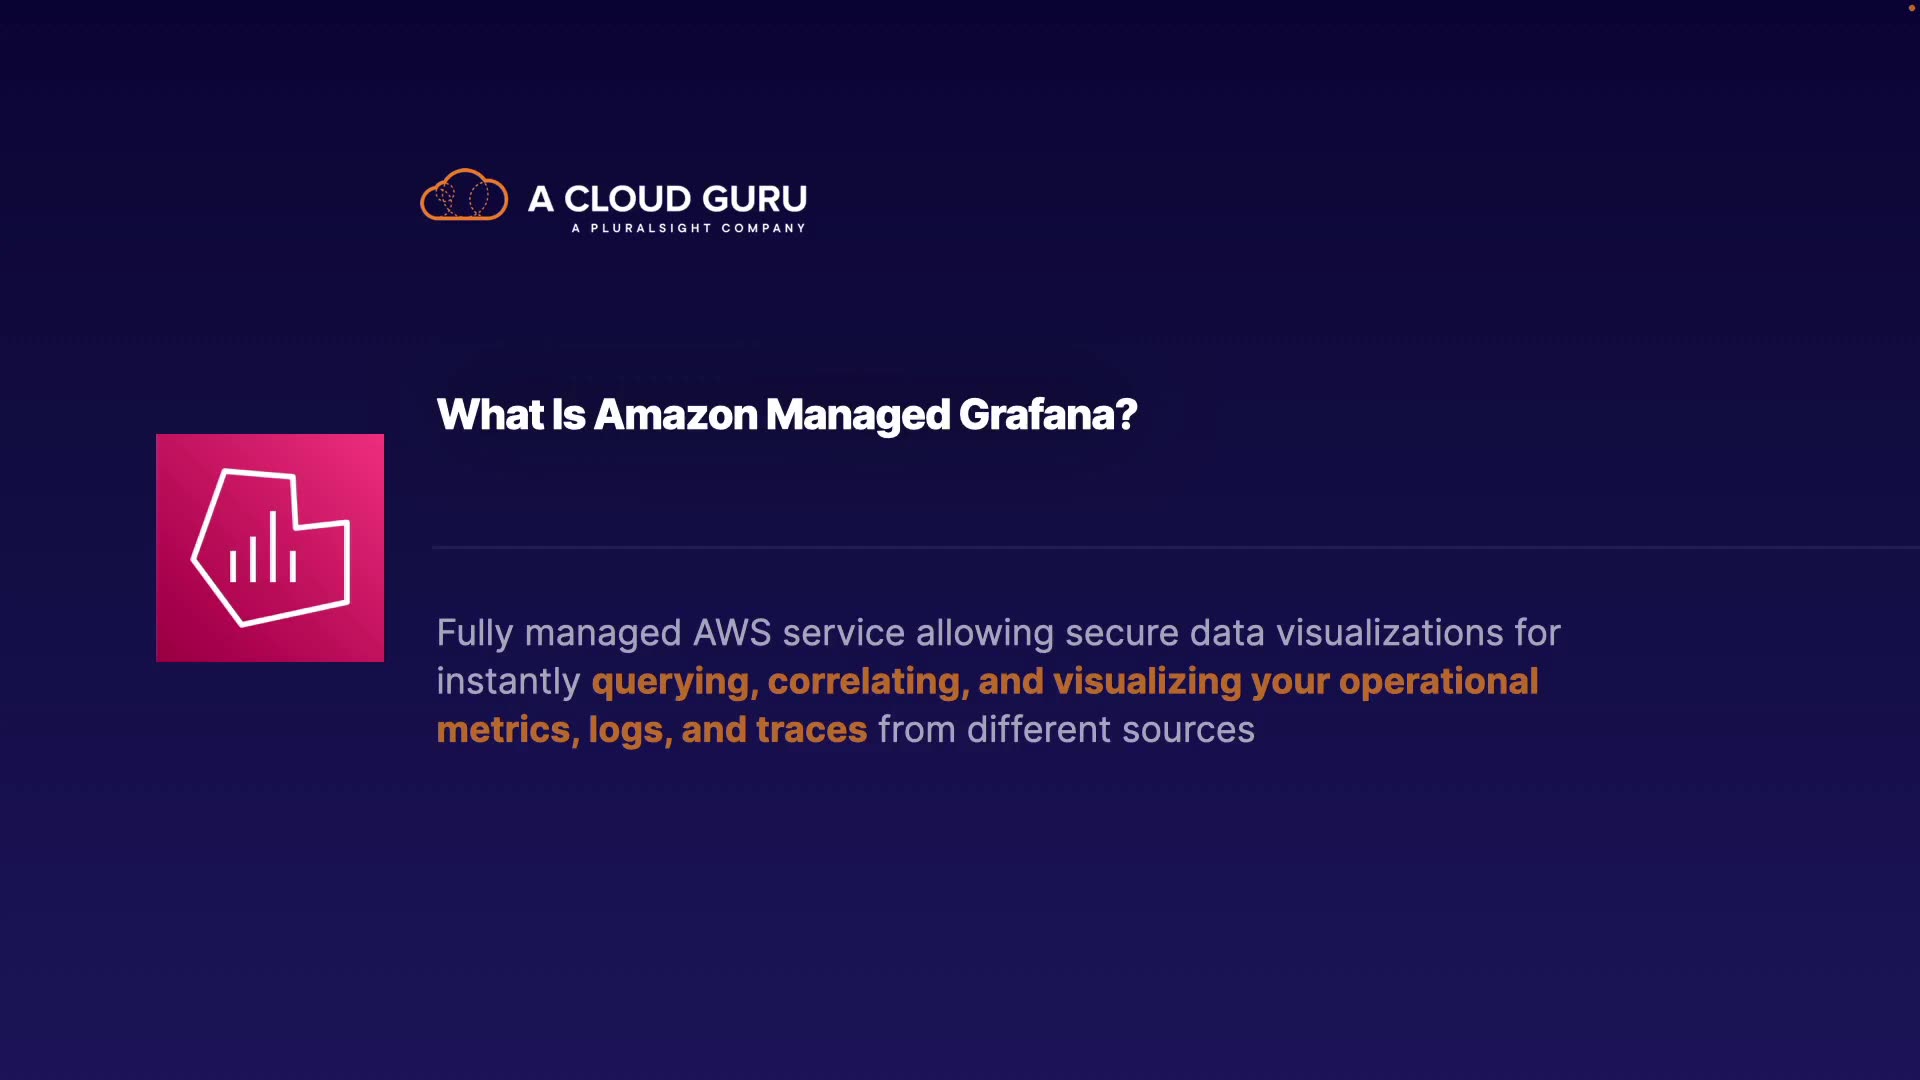 A CLOUD GURU
A PLURALSIGHT COMPANY
What Is Amazon Managed Grafana?
Fully managed AWS service allowing secure data visualizations for
instantly querying, correlating, and visualizing your operational
metrics, logs, and traces from different sources